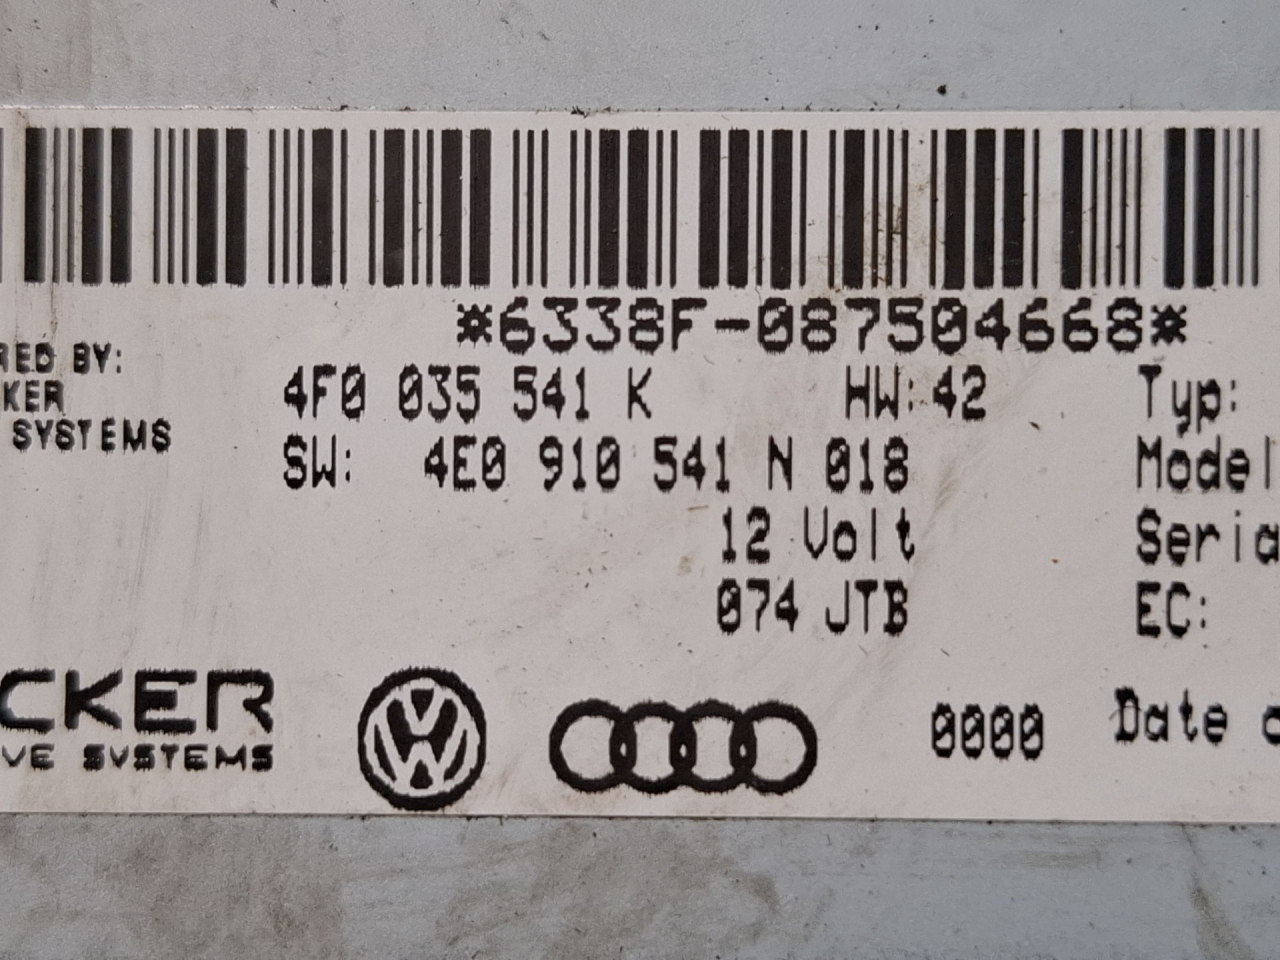 *6338F-087504668*
RED BY:
KER
SYSTEMS
4F0 035 541 K HW: 42
SW: 4E0 910 541 N 018
12 Volt
074 JTB
Typ:
Model
Seria
EC:
CKER
VE SYSTEMS
0000
Date o